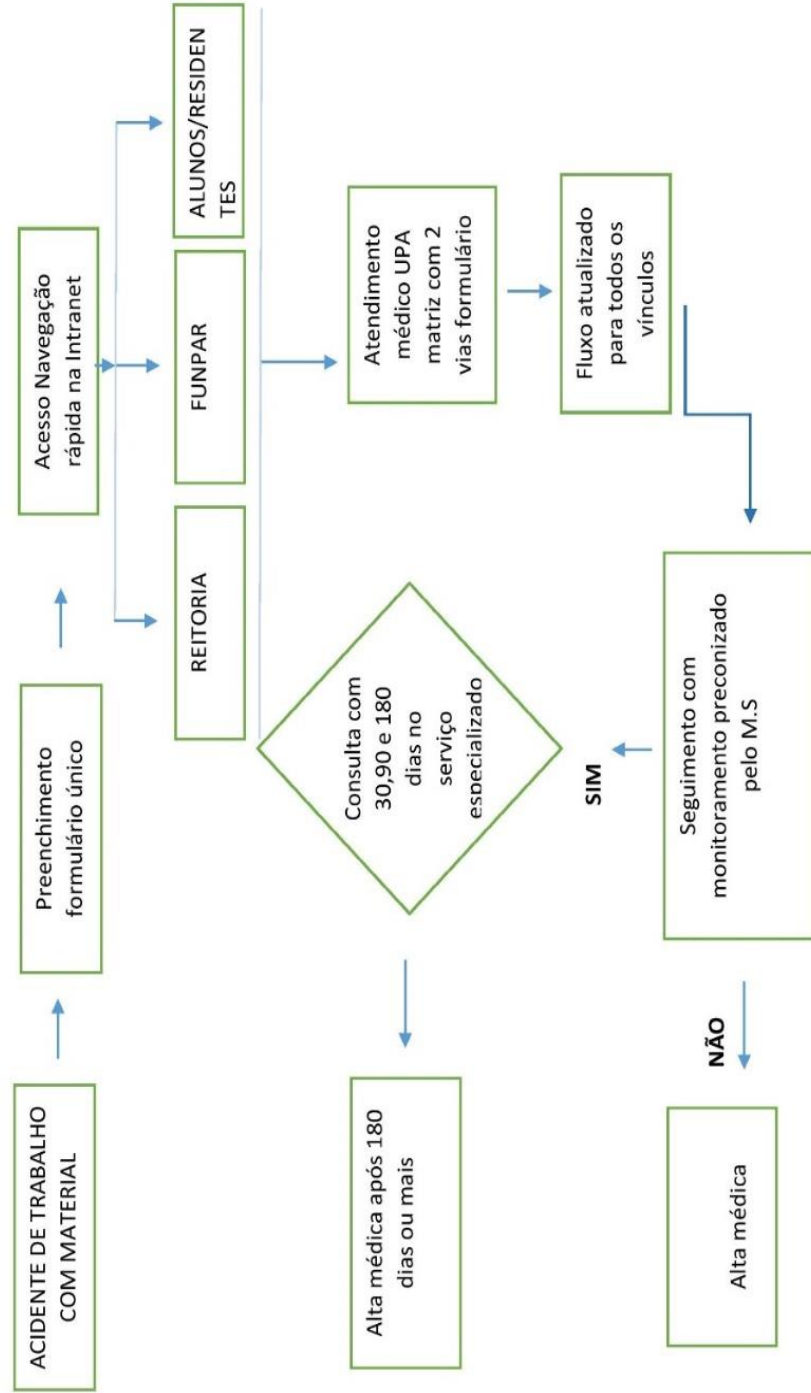 ACIDENTE DE TRABALHO
COM MATERIAL
Preenchimento
formulário único
Acesso Navegação
rápida na Intranet
REITORIA
FUNPAR
ALUNOS/RESIDEN
TES
Atendimento
médico UPA
matriz com 2
vias formulário
Fluxo atualizado
para todos os
vínculos
Seguimento com
monitoramento preconizado
pelo M.S
SIM
Consulta com
30,90 e 180
dias no
serviço
especializado
Alta médica após 180
dias ou mais
NÃO
Alta médica